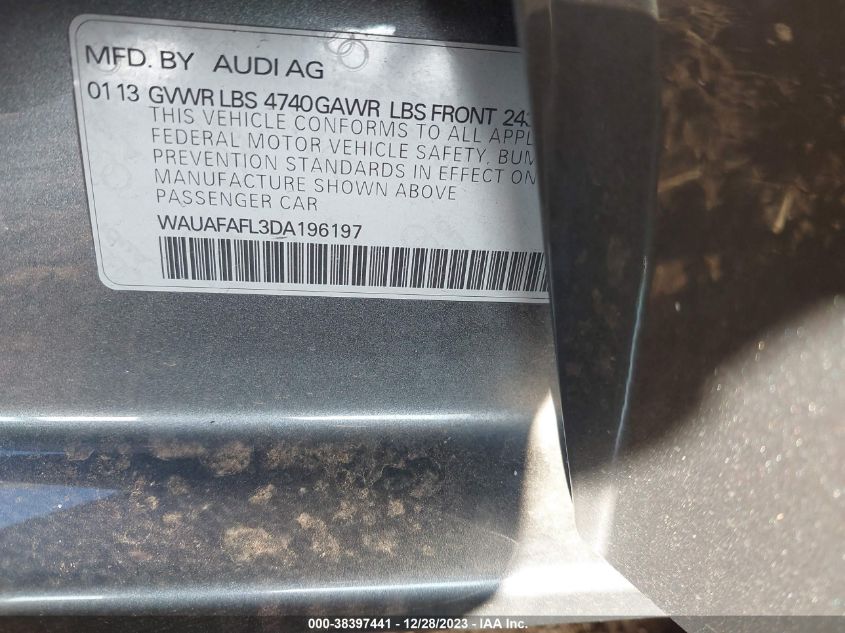 MFD. BY AUDI AG
01 13 GVWR LBS 4740 GAWR LBS FRONT
THIS VEHICLE CONFORMS TO ALL
FEDERAL MOTOR VEHICLE SAFETY,
PREVENTION STANDARDS IN EFFECT ON
MANUFACTURE SHOWN ABOVE
PASSENGER CAR
WAUAFAFL3DA196197
000-38397441 - 12/28/2023 - IAA Inc.